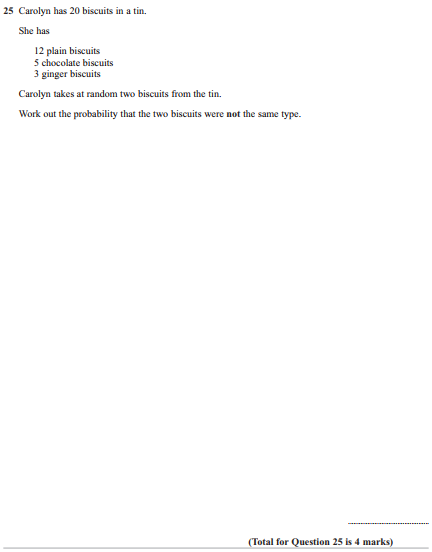 25 Carolyn has 20 biscuits in a tin.
She has
12 plain biscuits
5 chocolate biscuits
3 ginger biscuits
Carolyn takes at random two biscuits from the tin.
Work out the probability that the two biscuits were not the same type.
(Total for Question 25 is 4 marks)